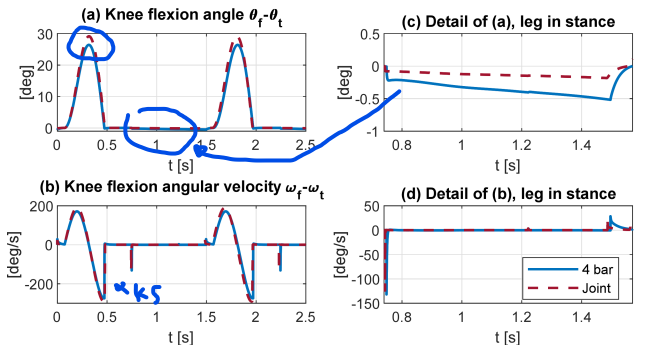 (a) Knee flexion angle θf-θt
(c) Detail of (a), leg in stance
[deg]
30
20
10
0
0 0.5 1 1.5 2 2.5
t [s]
[deg]
0.5
0
-0.5
-1
0.8 1 1.2 1.4
t [s]
(b) Knee flexion angular velocity ωf-ωt
(d) Detail of (b), leg in stance
[deg/s]
200
0
-200
0 0.5 1 1.5 2 2.5
t [s]
[deg/s]
50
0
-50
-100
-150
0.8 1 1.2 1.4
t [s]
4 bar
Joint